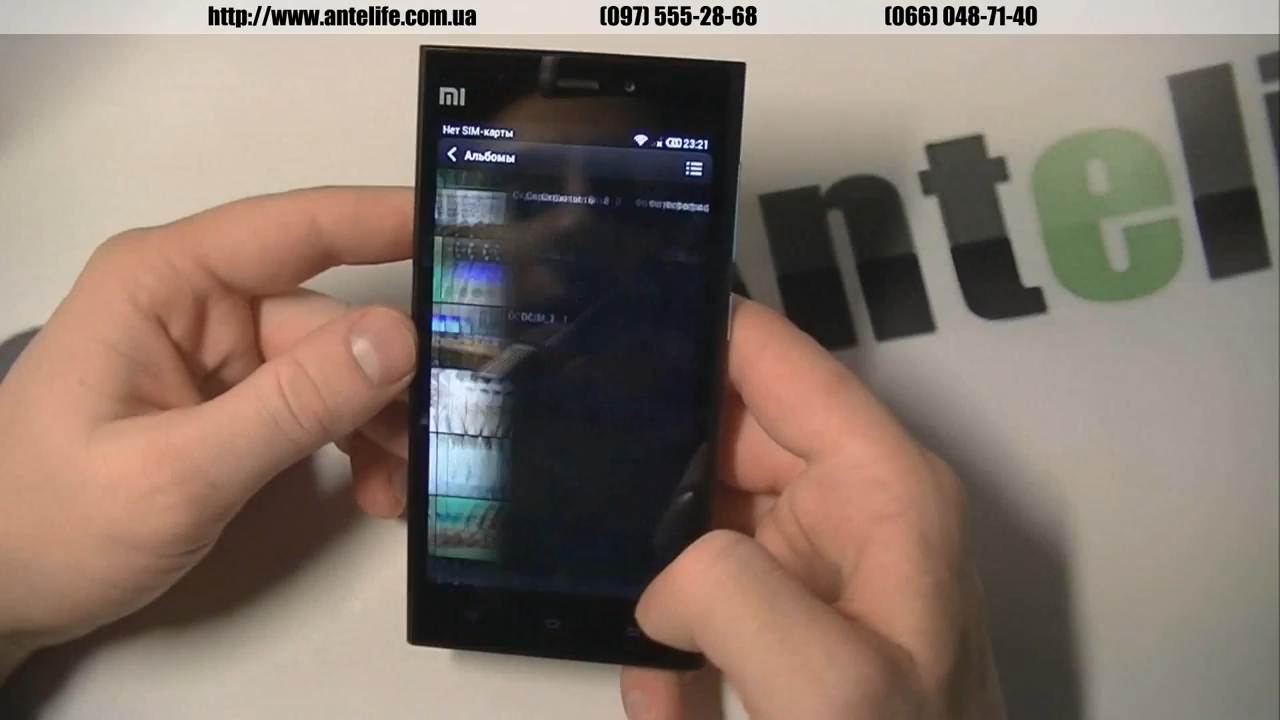 http://www.antelife.com.ua (097) 555-28-68 (066) 048-71-40
MI
Нет SIM-карты 23:21
Альбомы
Anteli